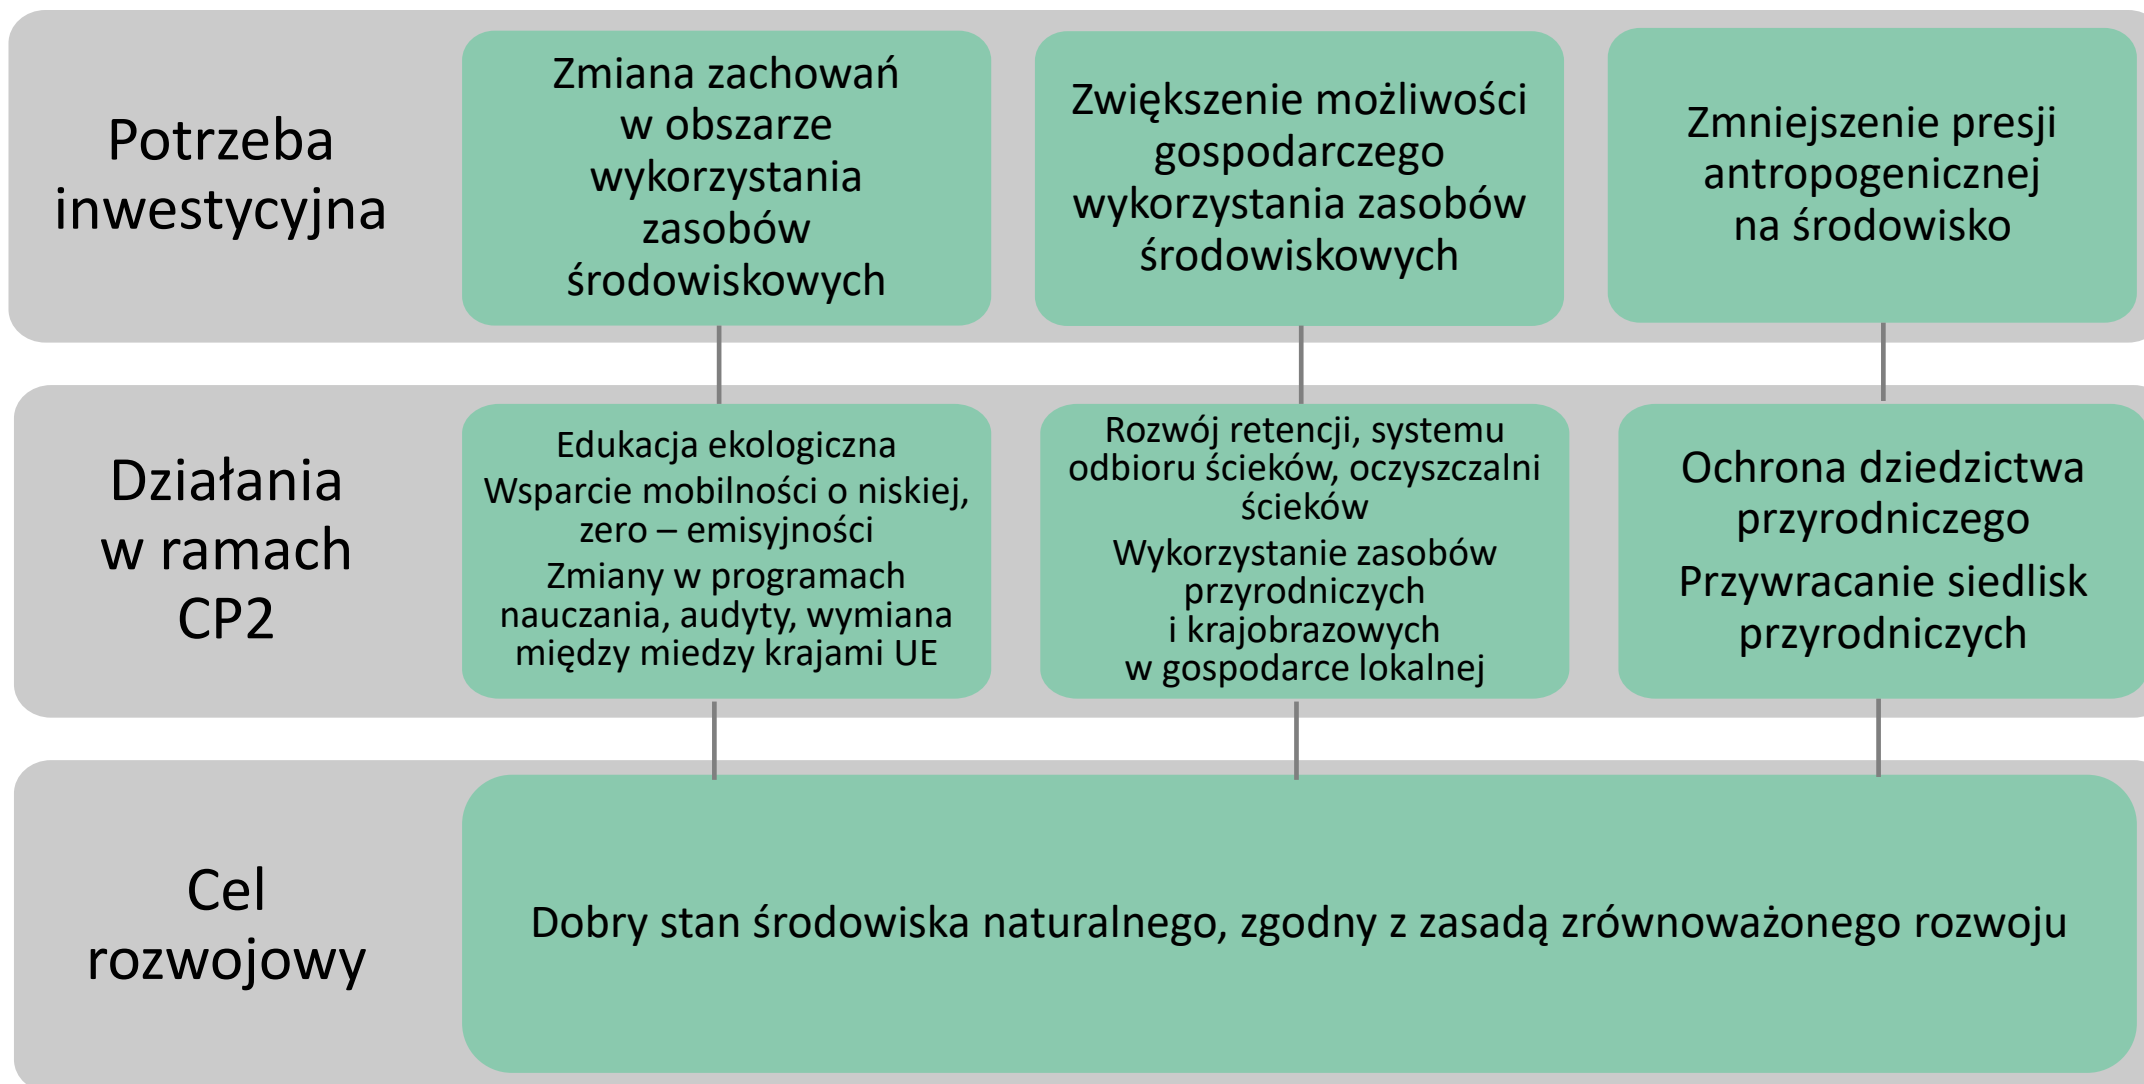 Potrzeba
inwestycyjna
Zmiana zachowań
w obszarze
wykorzystania
zasobów
środowiskowych
Zwiększenie możliwości
gospodarczego
wykorzystania zasobów
środowiskowych
Zmniejszenie presji
antropogenicznej
na środowisko
Działania
w ramach
CP2
Edukacja ekologiczna
Wsparcie mobilności o niskiej,
zero – emisyjności
Zmiany w programach
nauczania, audyty, wymiana
między miedzy krajami UE
Rozwój retencji, systemu
odbioru ścieków, oczyszczalni
ścieków
Wykorzystanie zasobów
przyrodniczych
i krajobrazowych
w gospodarce lokalnej
Ochrona dziedzictwa
przyrodniczego
Przywracanie siedlisk
przyrodniczych
Cel
rozwojowy
Dobry stan środowiska naturalnego, zgodny z zasadą zrównoważonego rozwoju